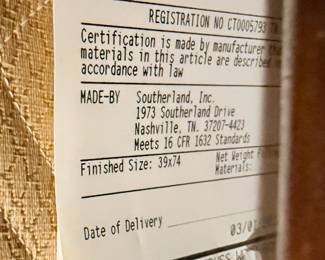 REGISTRATION NO CT0005793
Certification is made by manufacturer
materials in this article are described
accordance with law
MADE-BY Southerland, Inc.
1973 Southerland Drive
Nashville, TN. 37207-4423
Meets 16 CFR 1632 Standards
Finished Size: 39x74 Net Weight
Materials:
Date of Delivery
03/01